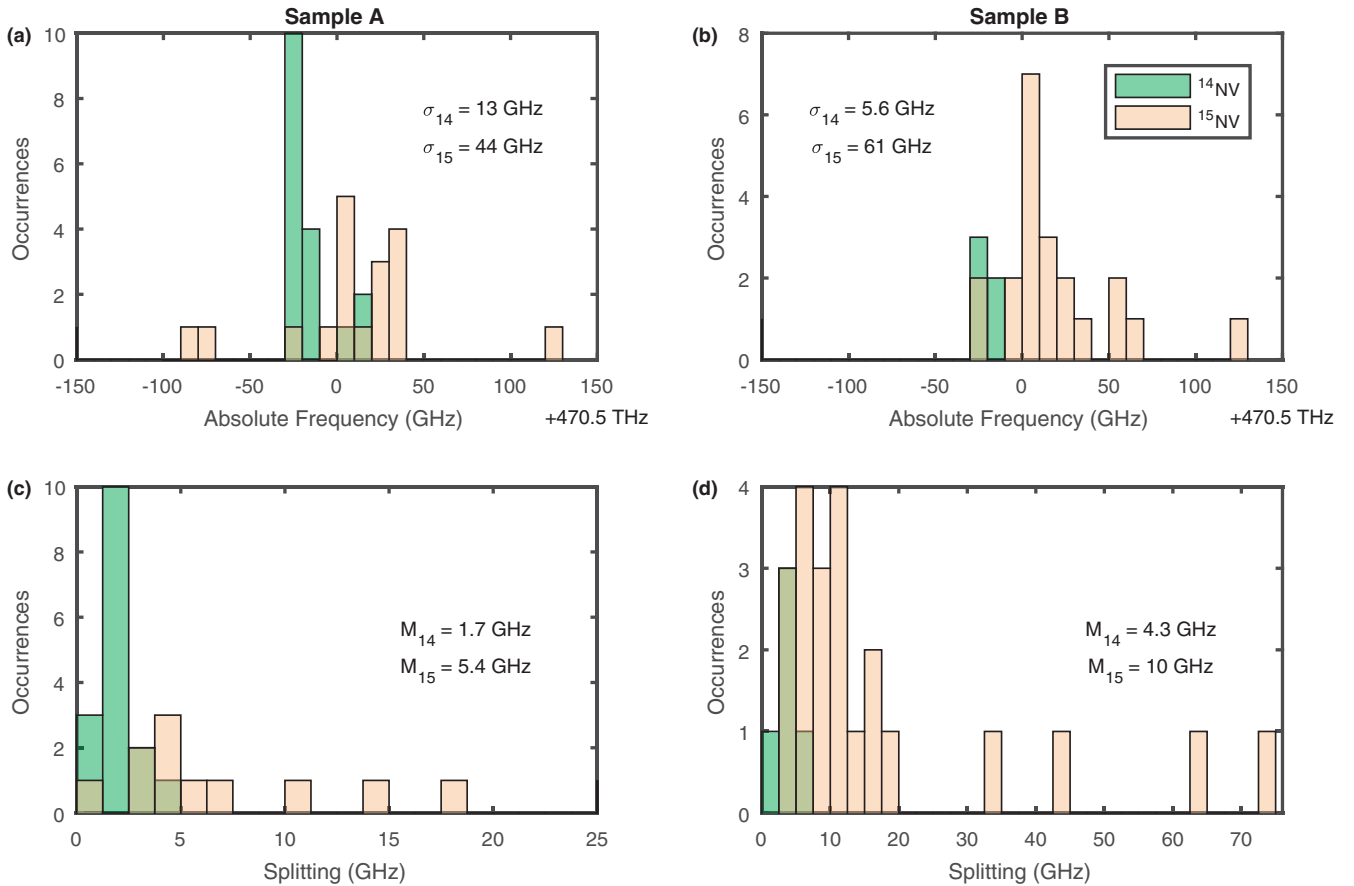 Sample A
(a)
10
8
6
4
2
0
Occurrences
σ14 = 13 GHz
σ15 = 44 GHz
-150 -100 -50 0 50 100 150
Absolute Frequency (GHz) +470.5 THz
Sample B
(b)
8
6
4
2
0
Occurrences
σ14 = 5.6 GHz
σ15 = 61 GHz
14NV
15NV
-150 -100 -50 0 50 100 150
Absolute Frequency (GHz) +470.5 THz
(c)
10
8
6
4
2
0
Occurrences
M14 = 1.7 GHz
M15 = 5.4 GHz
0 5 10 15 20 25
Splitting (GHz)
(d)
4
3
2
1
0
Occurrences
M14 = 4.3 GHz
M15 = 10 GHz
0 10 20 30 40 50 60 70
Splitting (GHz)